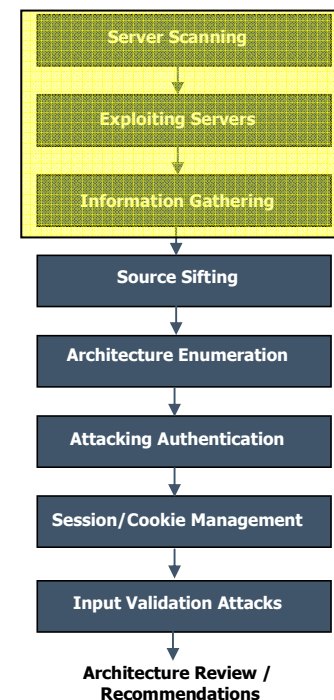 Server Scanning
Exploiting Servers
Information Gathering
Source Sifting
Architecture Enumeration
Attacking Authentication
Session/Cookie Management
Input Validation Attacks
Architecture Review /
Recommendations